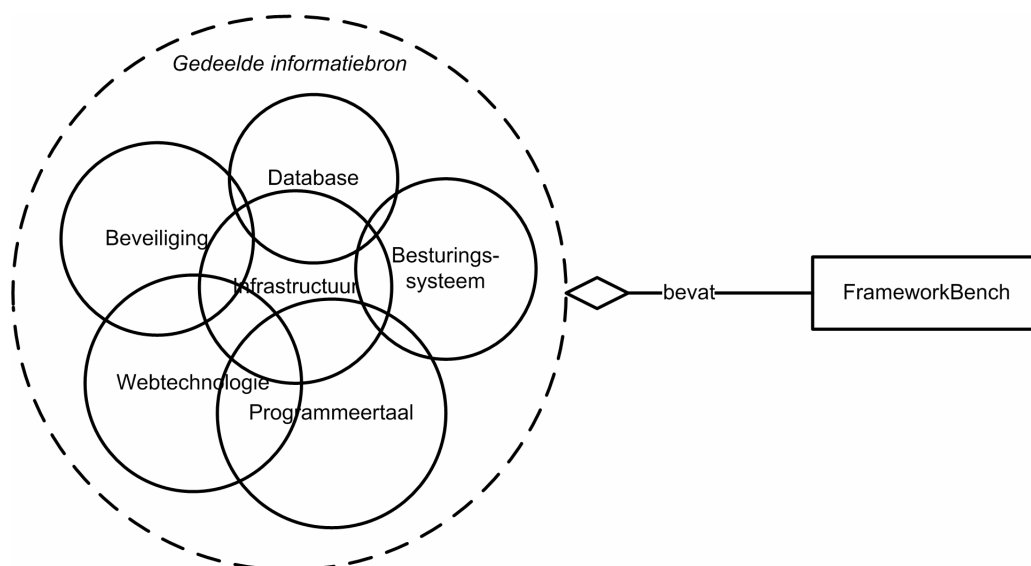 Gedeelde informatiebron
Database
Beveiliging
Besturings-
systeem
Infrastructuur
bevat
FrameworkBench
Webtechnologie
Programmeertaal